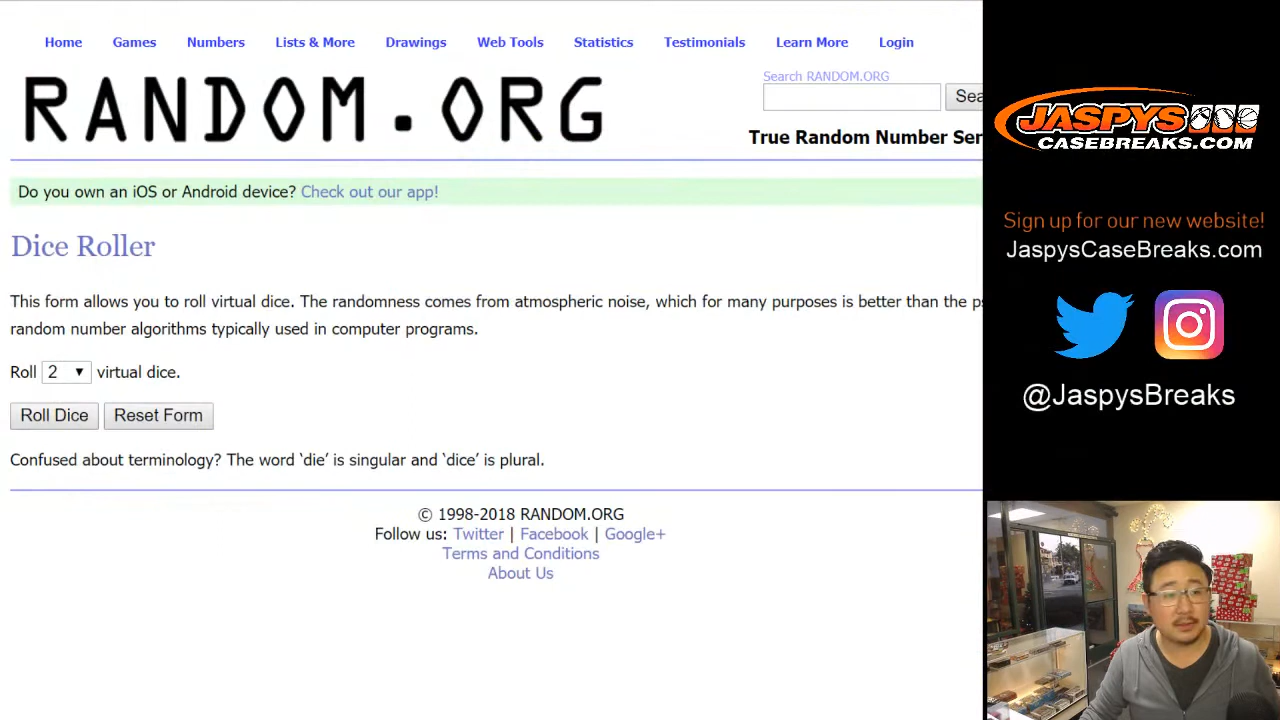 Home Games Numbers Lists & More Drawings Web Tools Statistics Testimonials Learn More Login
RANDOM.ORG
Search RANDOM.ORG
Sea
True Random Number Ser
Do you own an iOS or Android device? Check out our app!
Dice Roller
This form allows you to roll virtual dice. The randomness comes from atmospheric noise, which for many purposes is better than the ps
random number algorithms typically used in computer programs.
Roll 2 virtual dice.
Roll Dice Reset Form
Confused about terminology? The word ‘die’ is singular and ‘dice’ is plural.
© 1998-2018 RANDOM.ORG
Follow us: Twitter | Facebook | Google+
Terms and Conditions
About Us
JASPYS
CASEBREAKS.COM
Sign up for our new website!
JaspysCaseBreaks.com
@JaspysBreaks